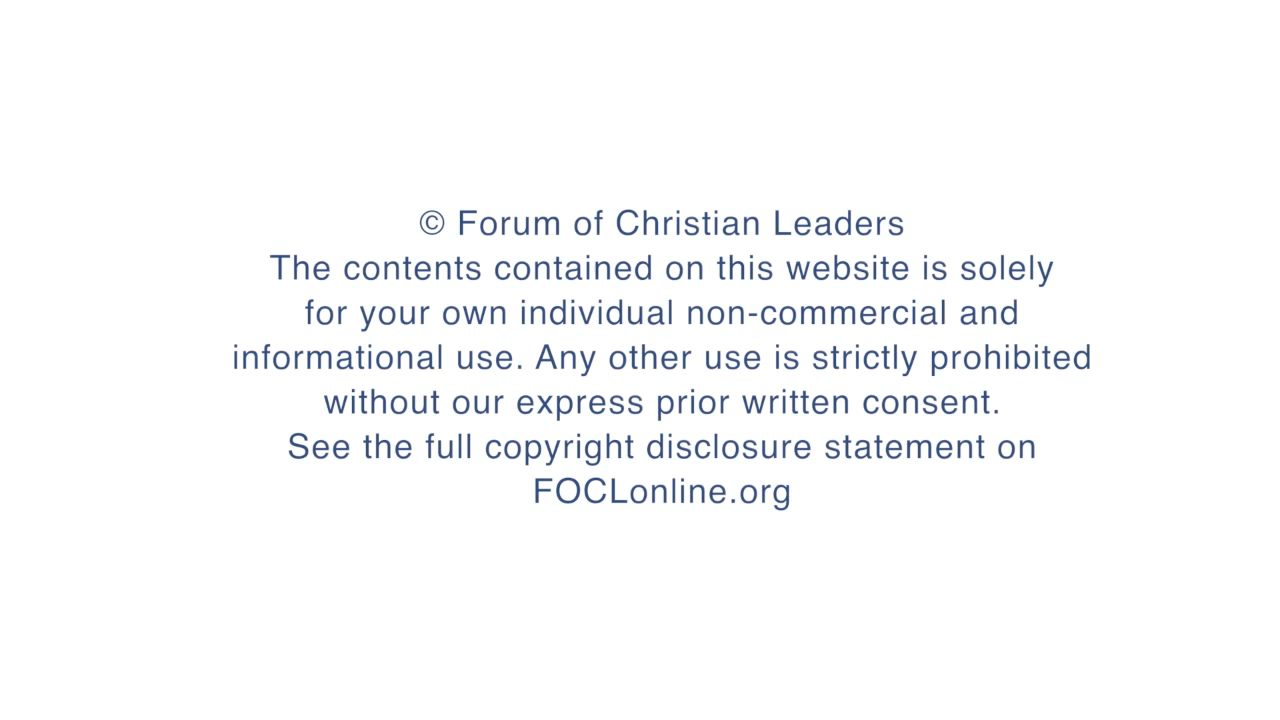 © Forum of Christian Leaders
The contents contained on this website is solely
for your own individual non-commercial and
informational use. Any other use is strictly prohibited
without our express prior written consent.
See the full copyright disclosure statement on
FOCLonline.org